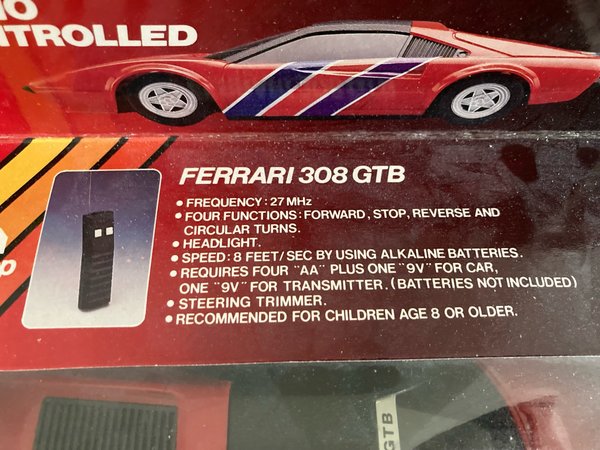 NTROLLED
FERRARI 308 GTB
• FREQUENCY: 27 MHz
• FOUR FUNCTIONS: FORWARD, STOP, REVERSE AND
CIRCULAR TURNS.
• HEADLIGHT.
• SPEED: 8 FEET/SEC BY USING ALKALINE BATTERIES.
• REQUIRES FOUR "AA" PLUS ONE "9V" FOR CAR,
ONE "9V" FOR TRANSMITTER. (BATTERIES NOT INCLUDED)
• STEERING TRIMMER.
• RECOMMENDED FOR CHILDREN AGE 8 OR OLDER.
GTB